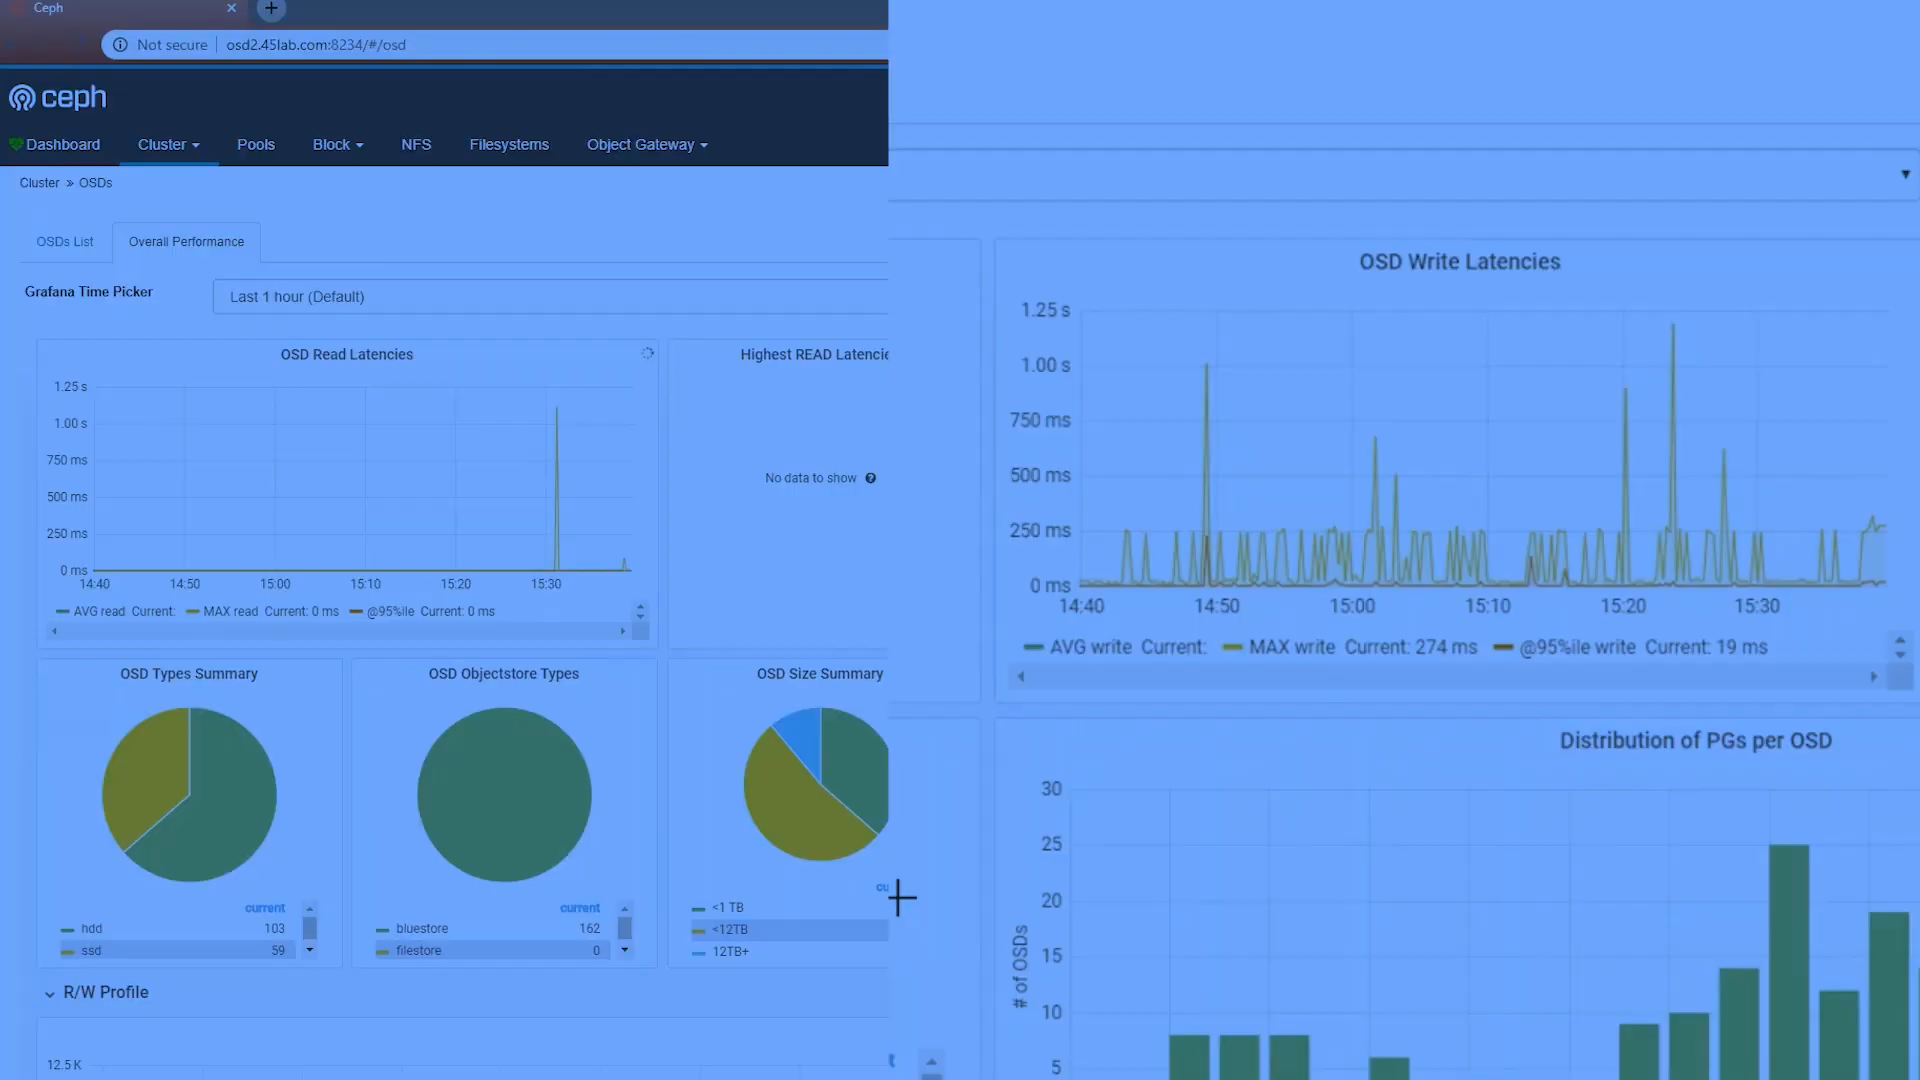 Ceph
Not secure
osd2.45lab.com:8234/#/osd
ceph
Dashboard
Cluster
Pools
Block
NFS
Filesystems
Object Gateway
Cluster » OSDs
OSDs List
Overall Performance
Grafana Time Picker
Last 1 hour (Default)
OSD Read Latencies
1.25 s
1.00 s
750 ms
500 ms
250 ms
0 ms
14:40 14:50 15:00 15:10 15:20 15:30
AVG read Current: MAX read Current: 0 ms @95%ile Current: 0 ms
Highest READ Latencie
No data to show
OSD Types Summary
current
hdd 103
ssd 59
OSD Objectstore Types
current
bluestore 162
filestore 0
OSD Size Summary
cu
<1 TB
<12TB
12TB+
R/W Profile
12.5 K
OSD Write Latencies
1.25 s
1.00 s
750 ms
500 ms
250 ms
0 ms
14:40 14:50 15:00 15:10 15:20 15:30
AVG write Current: MAX write Current: 274 ms @95%ile write Current: 19 ms
Distribution of PGs per OSD
# of OSDs
30
25
20
15
10
5
t